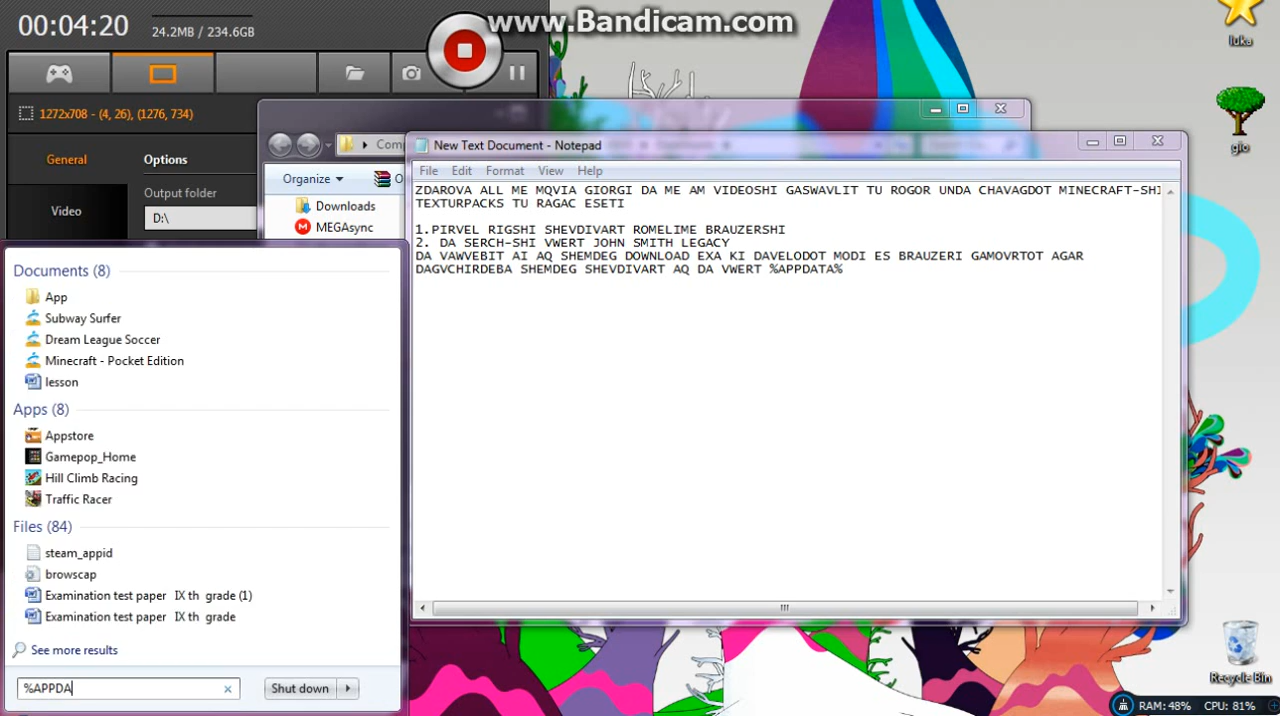 www.Bandicam.com
00:04:20
24.2MB / 234.6GB
1272x708 - (4, 26), (1276, 734)
General
Options
Output folder
Video
D:\
luka
gio
Organize
Downloads
MEGAsync
New Text Document - Notepad
File Edit Format View Help
ZDAROVA ALL ME MQVIA GIORGI DA ME AM VIDEOSHI GASWAVLIT TU ROGOR UNDA CHAVAGDOT MINECRAFT-SHI
TEXTURPACKS TU RAGAC ESETI
1.PIRVEL RIGSHI SHEVDIVART ROMELIME BRAUZERSHI
2. DA SERCH-SHI VWERT JOHN SMITH LEGACY
DA VAWVEBIT AI AQ SHEMDEG DOWNLOAD EXA KI DAVELODOT MODI ES BRAUZERI GAMOVRTOT AGAR
DAGVCHIRDEBA SHEMDEG SHEVDIVART AQ DA VWERT %APPDATA%
Documents (8)
App
Subway Surfer
Dream League Soccer
Minecraft - Pocket Edition
lesson
Apps (8)
Appstore
Gamepop_Home
Hill Climb Racing
Traffic Racer
Files (84)
steam_appid
browscap
Examination test paper IX th grade (1)
Examination test paper IX th grade
See more results
%APPDA
Shut down
Recycle Bin
RAM: 48% CPU: 81%